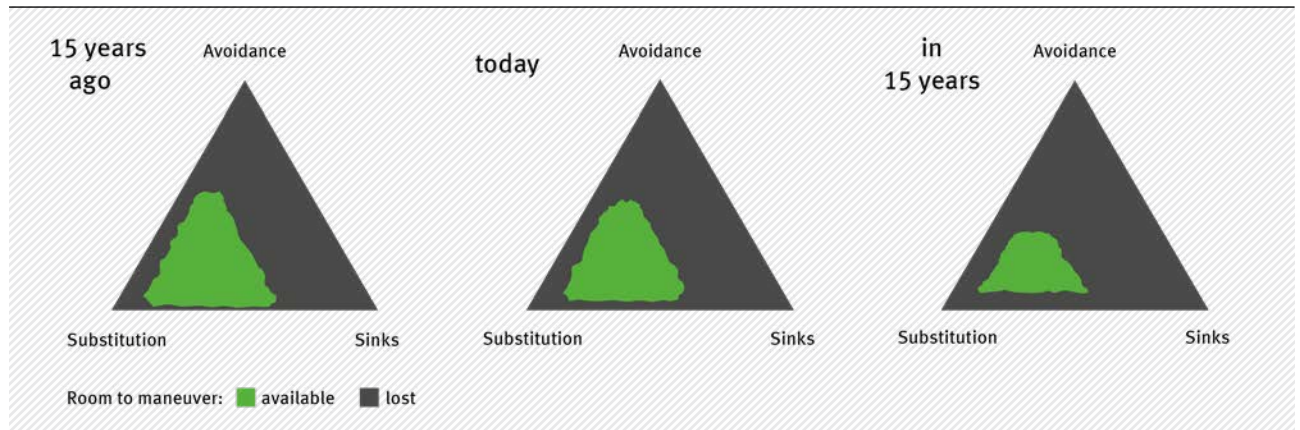 15 years
ago
Avoidance
Substitution
Sinks
today
Avoidance
Substitution
Sinks
in
15 years
Avoidance
Substitution
Sinks
Room to maneuver: available lost